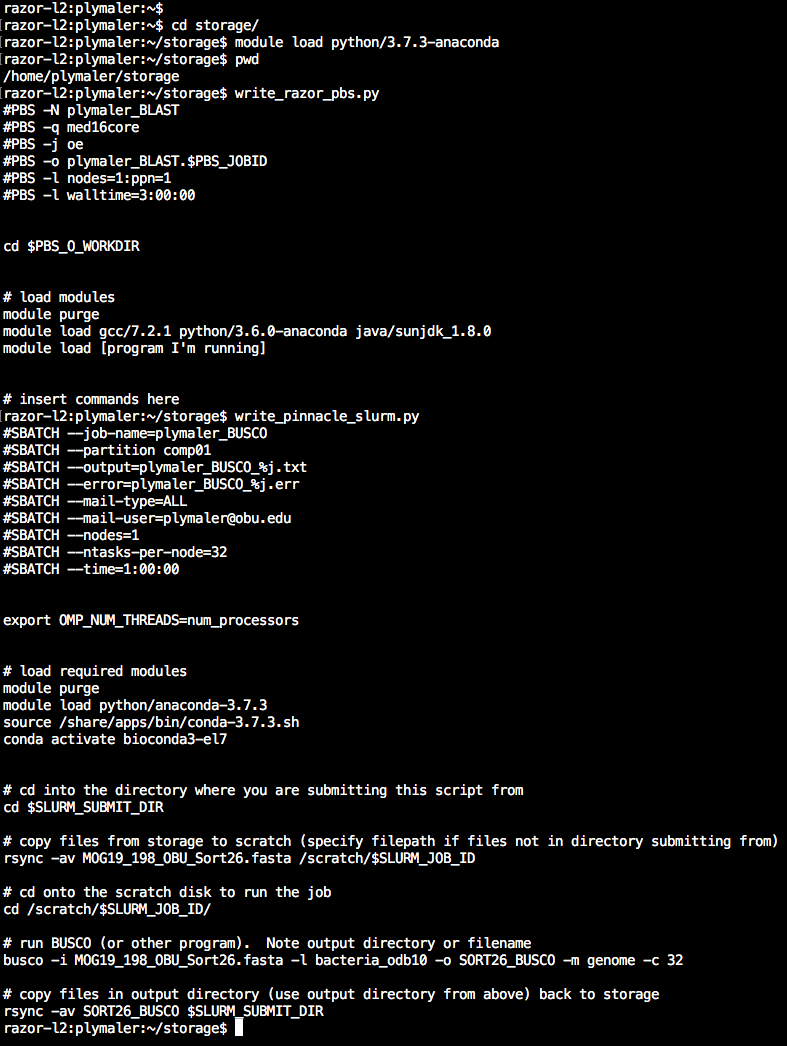 razor-l2:plymaler:~$
[razor-l2:plymaler:~$ cd storage/
[razor-l2:plymaler:~/storage$ module load python/3.7.3-anaconda
[razor-l2:plymaler:~/storage$ pwd
/home/plymaler/storage
[razor-l2:plymaler:~/storage$ write_razor_pbs.py
#PBS -N plymaler_BLAST
#PBS -q med16core
#PBS -j oe
#PBS -o plymaler_BLAST.$PBS_JOBID
#PBS -l nodes=1:ppn=1
#PBS -l walltime=3:00:00
cd $PBS_O_WORKDIR
# load modules
module purge
module load gcc/7.2.1 python/3.6.0-anaconda java/sunjdk_1.8.0
module load [program I'm running]
# insert commands here
[razor-l2:plymaler:~/storage$ write_pinnacle_slurm.py
#SBATCH --job-name=plymaler_BUSCO
#SBATCH --partition comp01
#SBATCH --output=plymaler_BUSCO_%j.txt
#SBATCH --error=plymaler_BUSCO_%j.err
#SBATCH --mail-type=ALL
#SBATCH --mail-user=plymaler@obu.edu
#SBATCH --nodes=1
#SBATCH --ntasks-per-node=32
#SBATCH --time=1:00:00
export OMP_NUM_THREADS=num_processors
# load required modules
module purge
module load python/anaconda-3.7.3
source /share/apps/bin/conda-3.7.3.sh
conda activate bioconda3-el7
# cd into the directory where you are submitting this script from
cd $SLURM_SUBMIT_DIR
# copy files from storage to scratch (specify filepath if files not in directory submitting from)
rsync -av MOG19_198_OBU_Sort26.fasta /scratch/$SLURM_JOB_ID
# cd onto the scratch disk to run the job
cd /scratch/$SLURM_JOB_ID/
# run BUSCO (or other program).  Note output directory or filename
busco -i MOG19_198_OBU_Sort26.fasta -l bacteria_odb10 -o SORT26_BUSCO -m genome -c 32
# copy files in output directory (use output directory from above) back to storage
rsync -av SORT26_BUSCO $SLURM_SUBMIT_DIR
razor-l2:plymaler:~/storage$